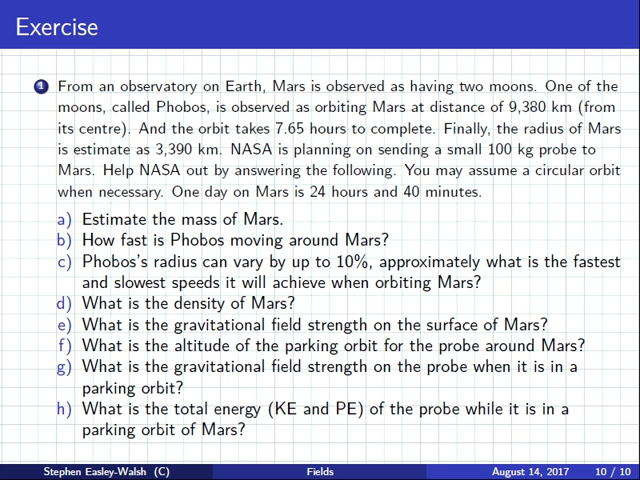 Exercise
1 From an observatory on Earth, Mars is observed as having two moons. One of the
moons, called Phobos, is observed as orbiting Mars at distance of 9,380 km (from
its centre). And the orbit takes 7.65 hours to complete. Finally, the radius of Mars
is estimate as 3,390 km. NASA is planning on sending a small 100 kg probe to
Mars. Help NASA out by answering the following. You may assume a circular orbit
when necessary. One day on Mars is 24 hours and 40 minutes.
a) Estimate the mass of Mars.
b) How fast is Phobos moving around Mars?
c) Phobos's radius can vary by up to 10%, approximately what is the fastest
and slowest speeds it will achieve when orbiting Mars?
d) What is the density of Mars?
e) What is the gravitational field strength on the surface of Mars?
f) What is the altitude of the parking orbit for the probe around Mars?
g) What is the gravitational field strength on the probe when it is in a
parking orbit?
h) What is the total energy (KE and PE) of the probe while it is in a
parking orbit of Mars?
Stephen Easley-Walsh (C) Fields August 14, 2017 10 / 10